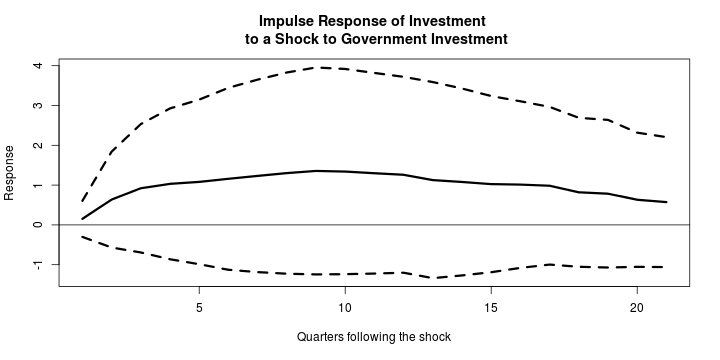 Impulse Response of Investment
to a Shock to Government Investment
Response
4
3
2
1
0
-1
5
10
15
20
Quarters following the shock